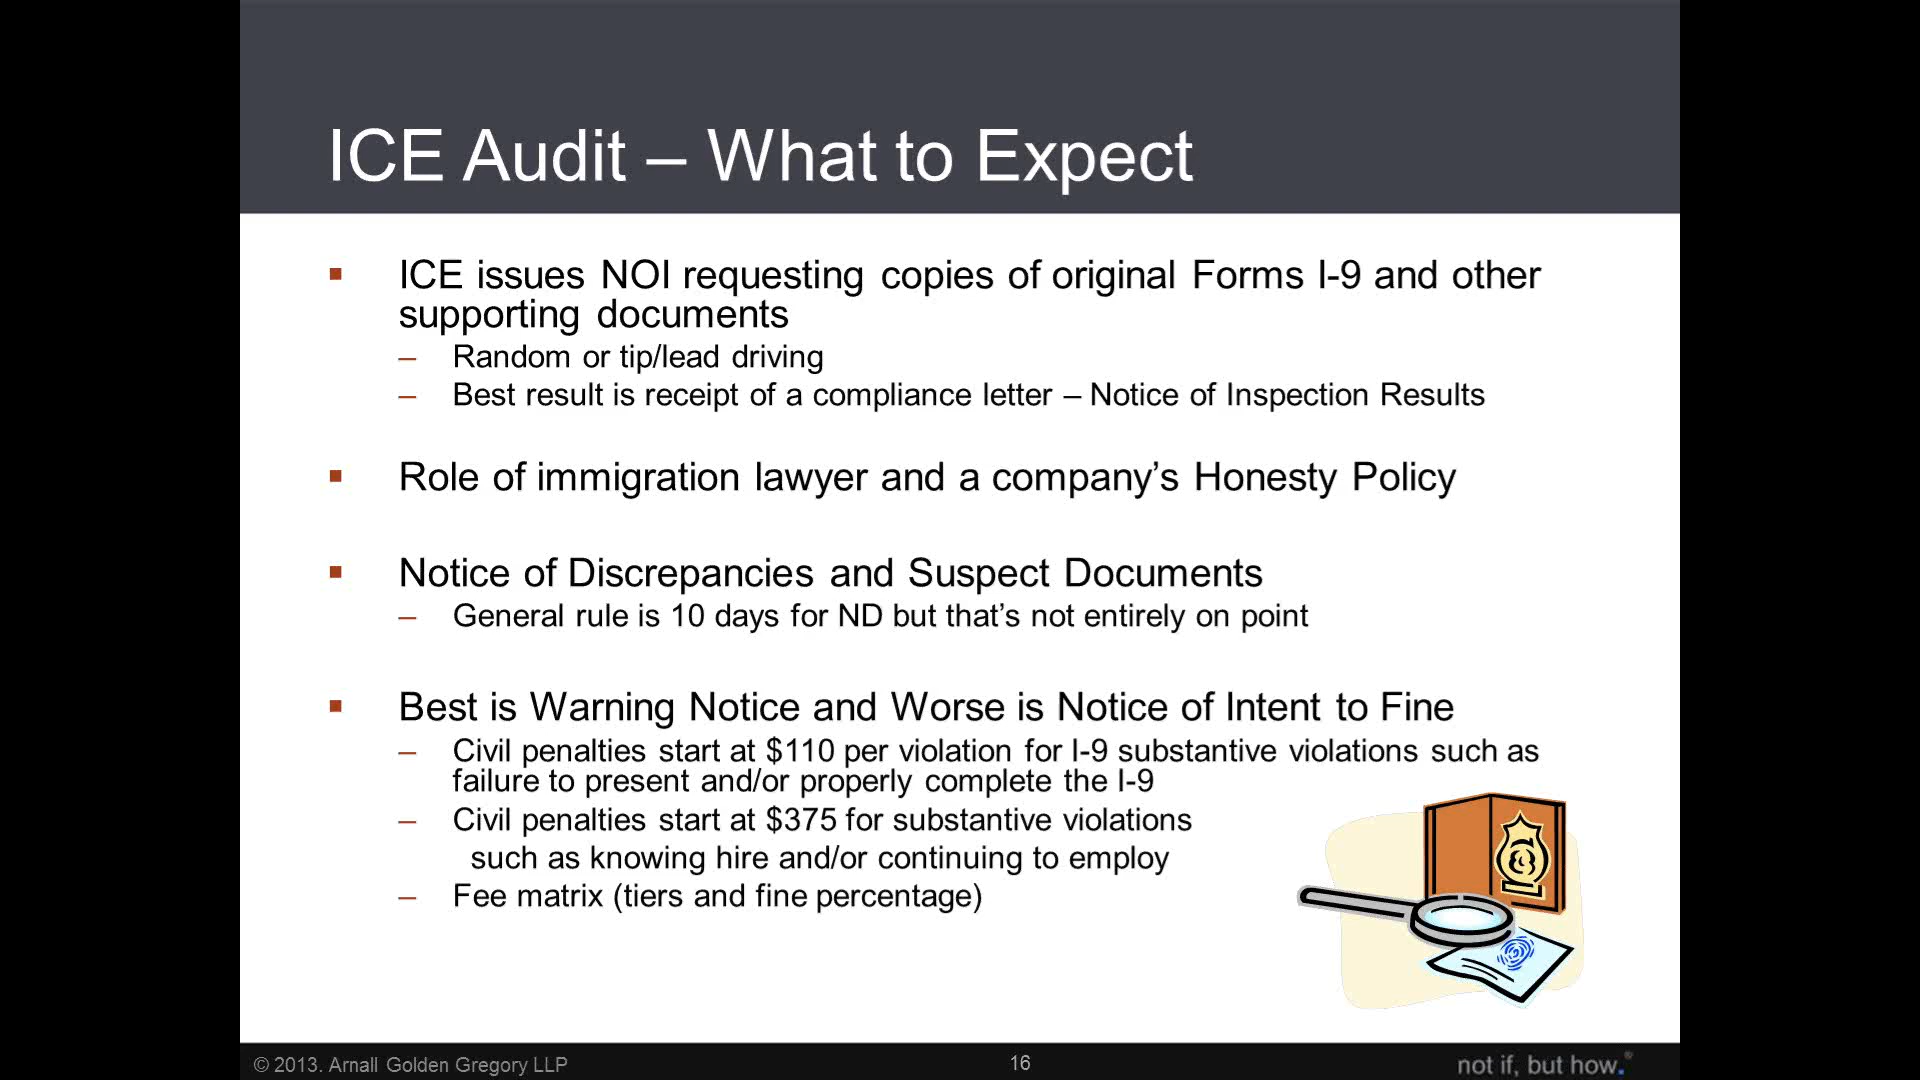 ICE Audit – What to Expect
▪ ICE issues NOI requesting copies of original Forms I-9 and other
supporting documents
– Random or tip/lead driving
– Best result is receipt of a compliance letter – Notice of Inspection Results
▪ Role of immigration lawyer and a company’s Honesty Policy
▪ Notice of Discrepancies and Suspect Documents
– General rule is 10 days for ND but that’s not entirely on point
▪ Best is Warning Notice and Worse is Notice of Intent to Fine
– Civil penalties start at $110 per violation for I-9 substantive violations such as
failure to present and/or properly complete the I-9
– Civil penalties start at $375 for substantive violations
such as knowing hire and/or continuing to employ
– Fee matrix (tiers and fine percentage)
© 2013. Arnall Golden Gregory LLP
16
not if, but how.®